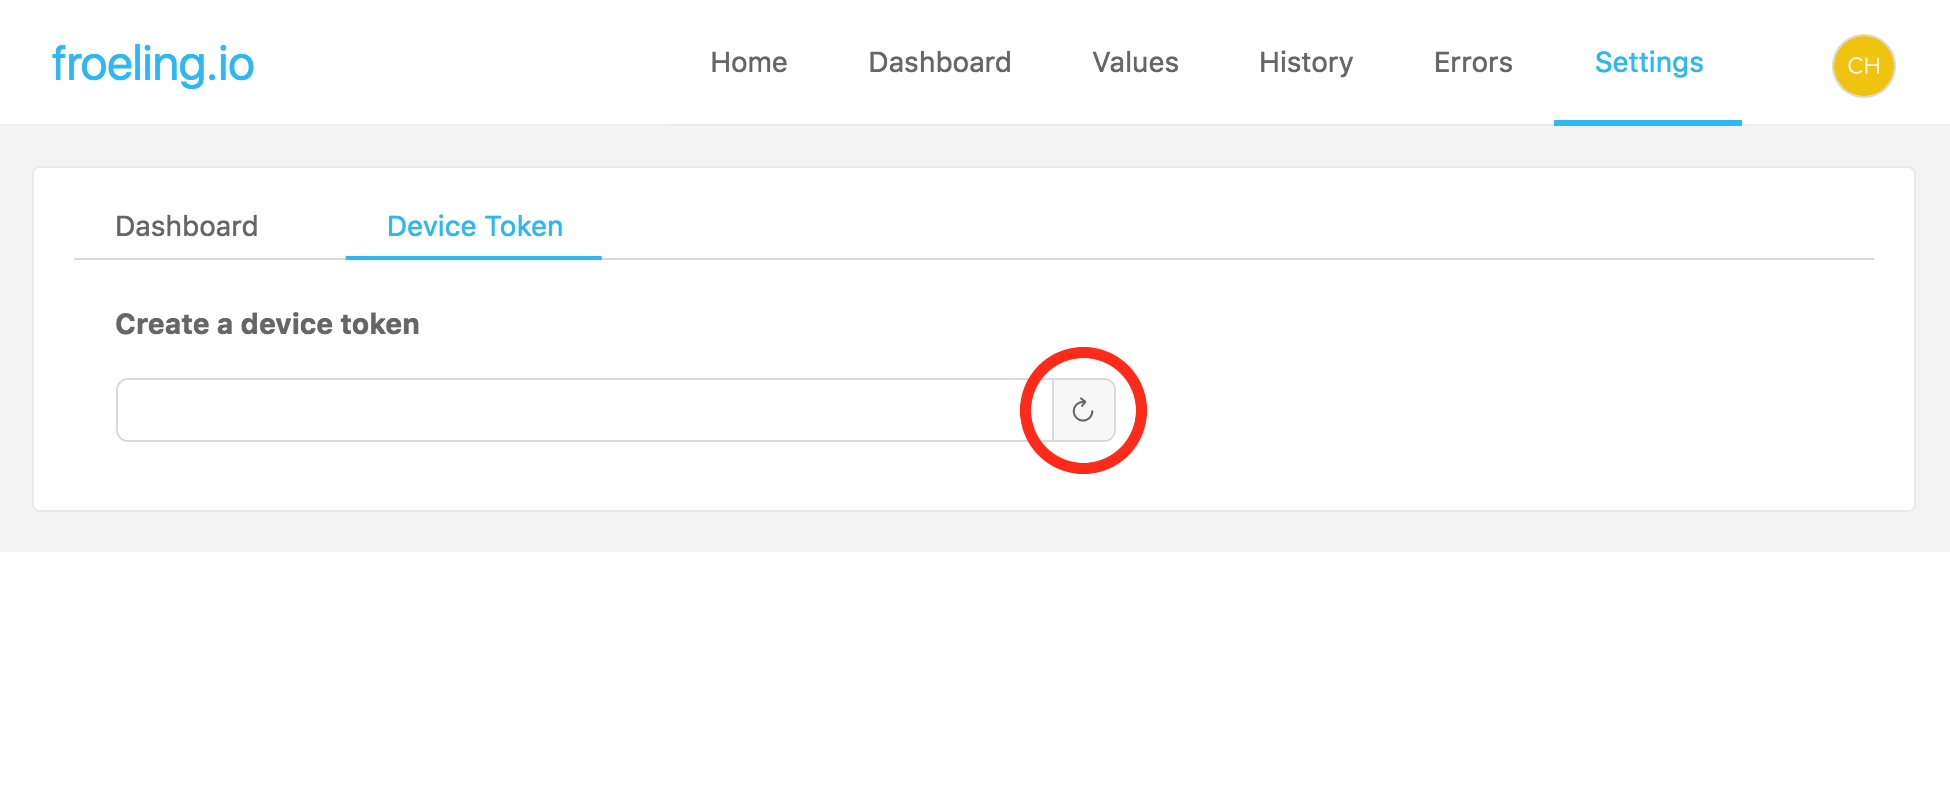 froeling.io Home Dashboard Values History Errors Settings CH
Dashboard Device Token
Create a device token